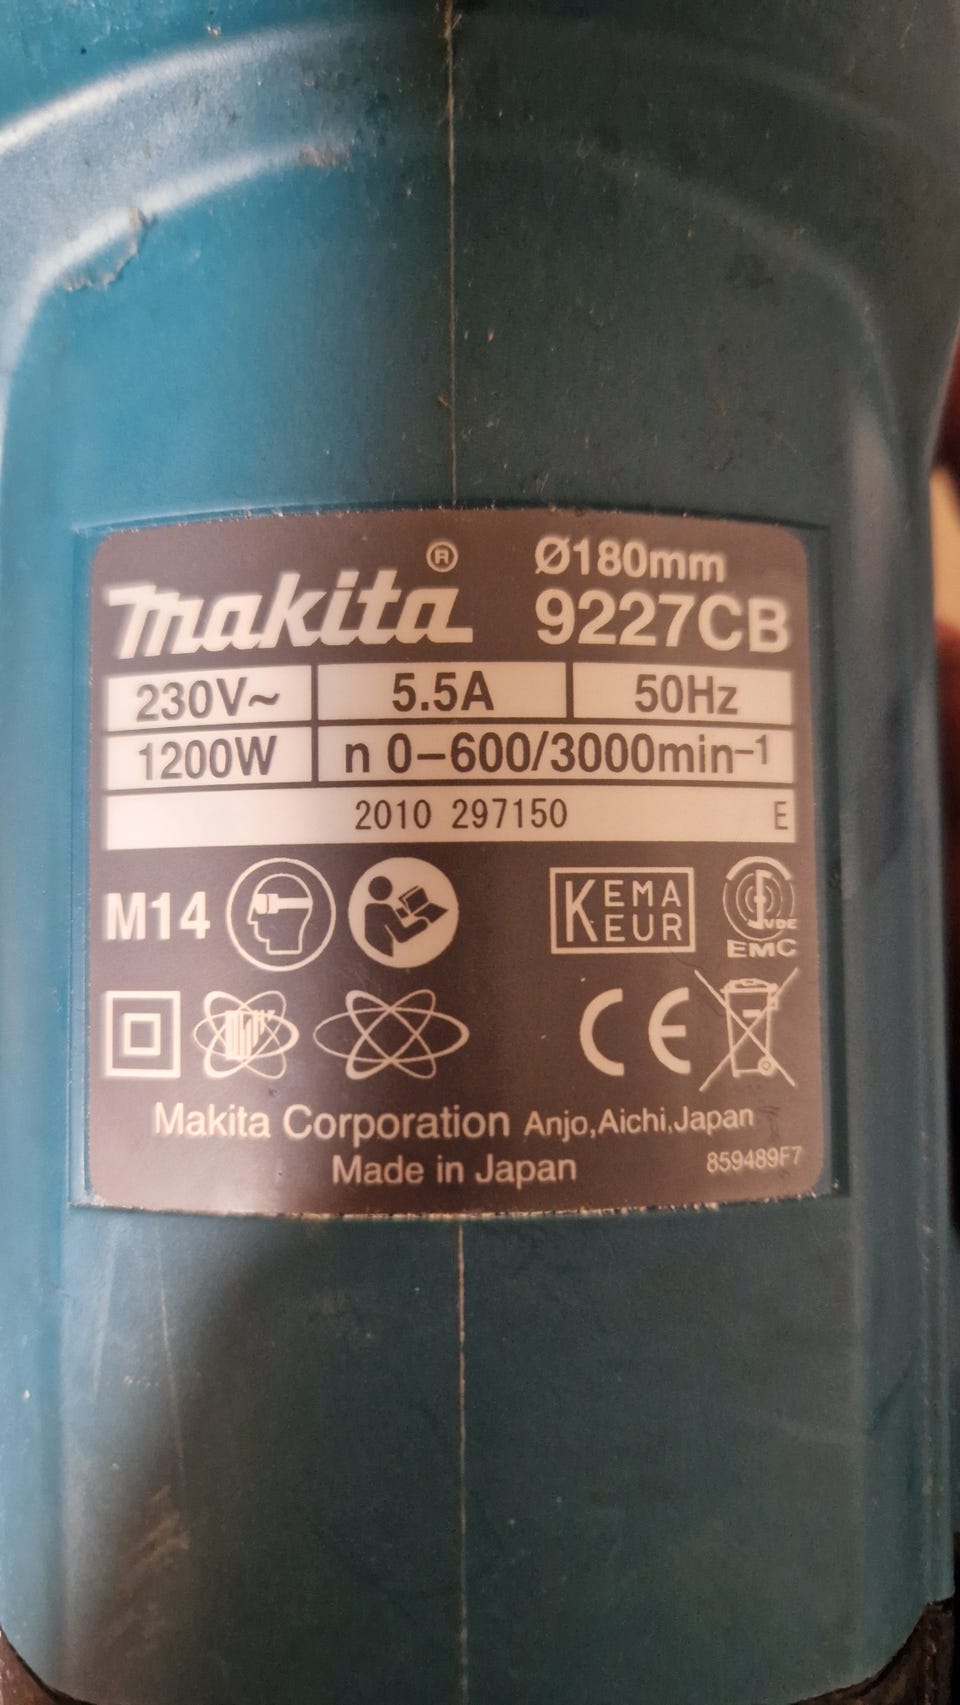 makita®
Ø180mm
9227CB
230V~ 5.5A 50Hz
1200W n 0-600/3000min-1
2010 297150 E
M14
KEMA
KEUR
VDE
EMC
CE
Makita Corporation Anjo,Aichi,Japan
Made in Japan
859489F7